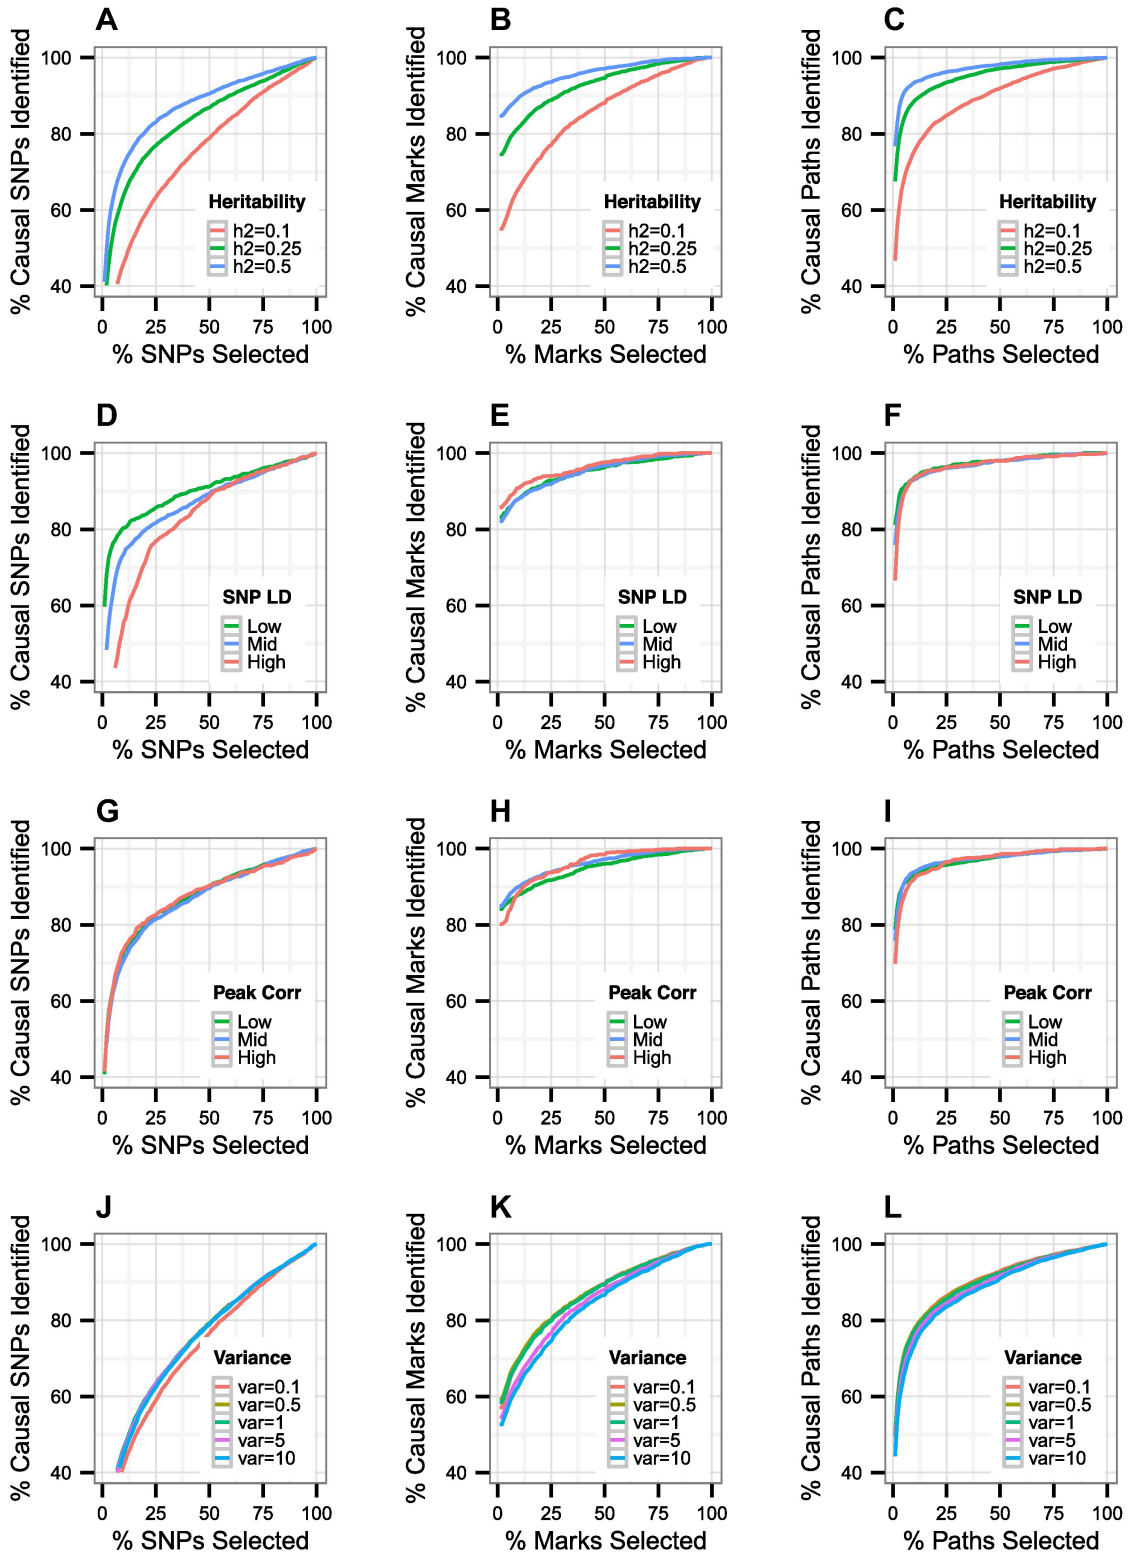 A
% Causal SNPs Identified
100
80
60
40
Heritability
h2=0.1
h2=0.25
h2=0.5
0 25 50 75 100
% SNPs Selected
B
% Causal Marks Identified
100
80
60
40
Heritability
h2=0.1
h2=0.25
h2=0.5
0 25 50 75 100
% Marks Selected
C
% Causal Paths Identified
100
80
60
40
Heritability
h2=0.1
h2=0.25
h2=0.5
0 25 50 75 100
% Paths Selected
D
% Causal SNPs Identified
100
80
60
40
SNP LD
Low
Mid
High
0 25 50 75 100
% SNPs Selected
E
% Causal Marks Identified
100
80
60
40
SNP LD
Low
Mid
High
0 25 50 75 100
% Marks Selected
F
% Causal Paths Identified
100
80
60
40
SNP LD
Low
Mid
High
0 25 50 75 100
% Paths Selected
G
% Causal SNPs Identified
100
80
60
40
Peak Corr
Low
Mid
High
0 25 50 75 100
% SNPs Selected
H
% Causal Marks Identified
100
80
60
40
Peak Corr
Low
Mid
High
0 25 50 75 100
% Marks Selected
I
% Causal Paths Identified
100
80
60
40
Peak Corr
Low
Mid
High
0 25 50 75 100
% Paths Selected
J
% Causal SNPs Identified
100
80
60
40
Variance
var=0.1
var=0.5
var=1
var=5
var=10
0 25 50 75 100
% SNPs Selected
K
% Causal Marks Identified
100
80
60
40
Variance
var=0.1
var=0.5
var=1
var=5
var=10
0 25 50 75 100
% Marks Selected
L
% Causal Paths Identified
100
80
60
40
Variance
var=0.1
var=0.5
var=1
var=5
var=10
0 25 50 75 100
% Paths Selected